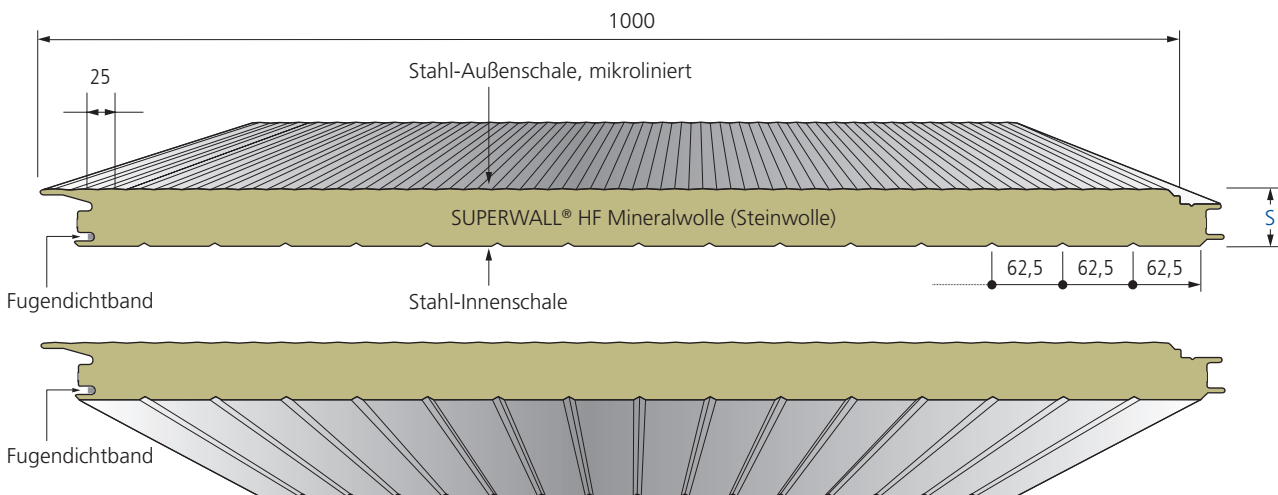 1000
25
Stahl-Außenschale, mikroliniert
SUPERWALL® HF Mineralwolle (Steinwolle)
S
62,5 62,5 62,5
Fugendichtband
Stahl-Innenschale
Fugendichtband